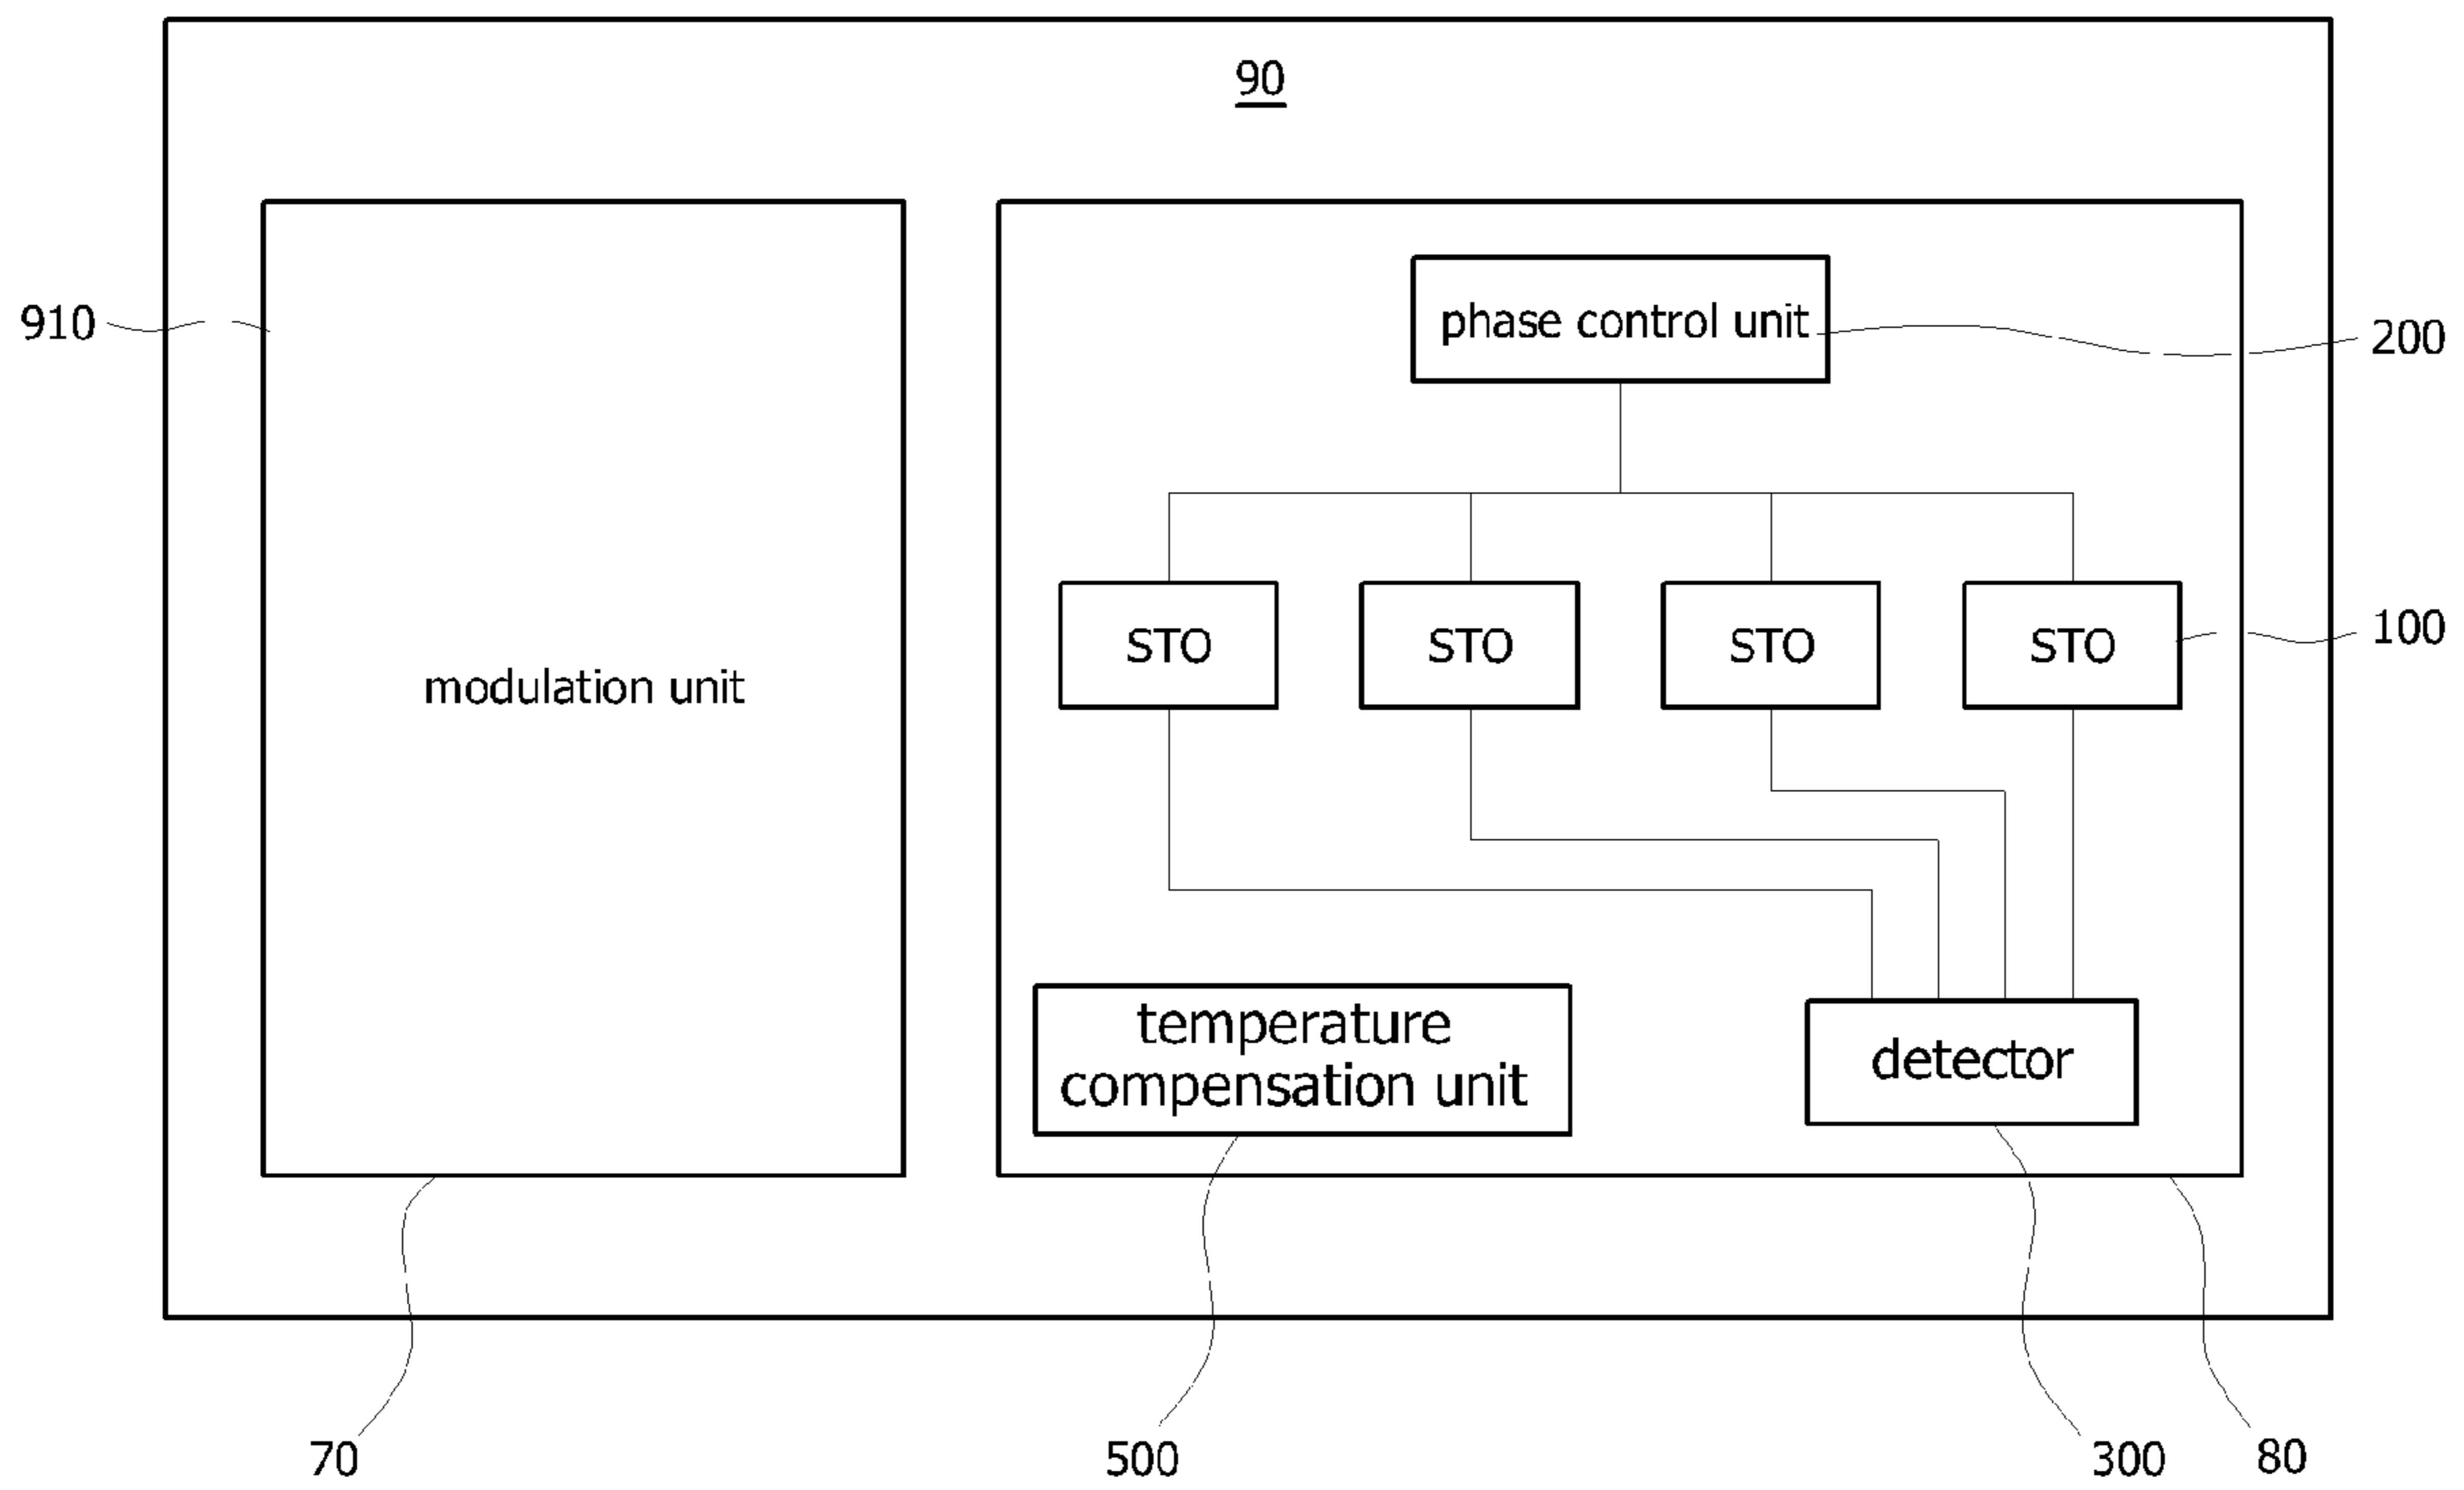 90
910
phase control unit
200
STO
STO
STO
STO
100
modulation unit
temperature
compensation unit
detector
70
500
300
80